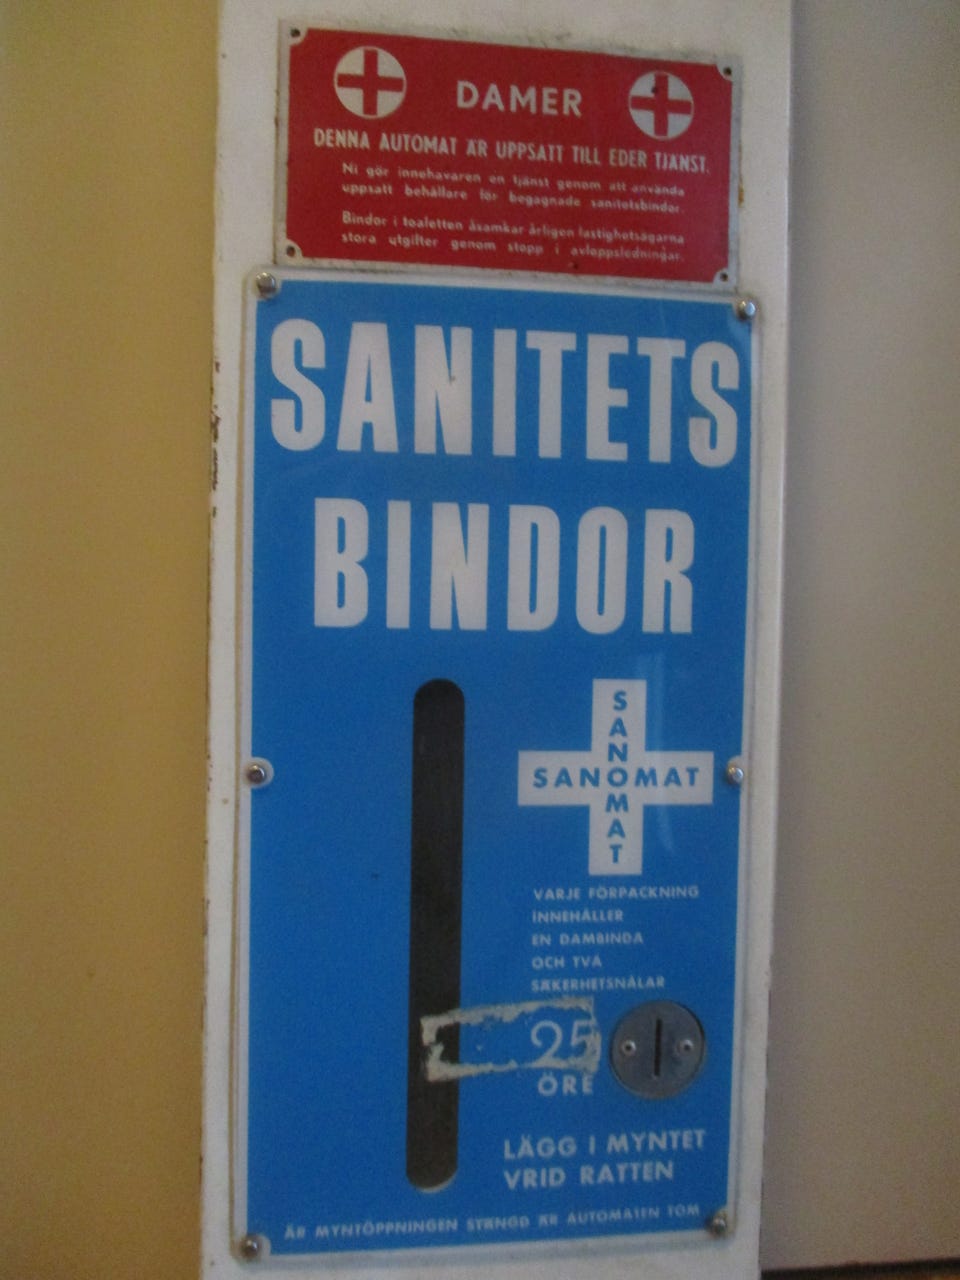 DAMER
DENNA AUTOMAT ÄR UPPSATT TILL EDER TJÄNST.
Ni gör innehavaren en tjänst genom att använda
uppsatt behållare för begagnade sanitetsbindor.
Bindor i toaletten åsamkar årligen fastighetsägarna
stora utgifter genom stopp i avloppsledningar.
SANITETS
BINDOR
SANOMAT
SANOMAT
VARJE FÖRPACKNING
INNEHÅLLER
EN DAMBINDA
OCH TVÅ
SÄKERHETSNÅLAR
25
ÖRE
LÄGG I MYNTET
VRID RATTEN
ÄR MYNTÖPPNINGEN STÄNGD ÄR AUTOMATEN TOM